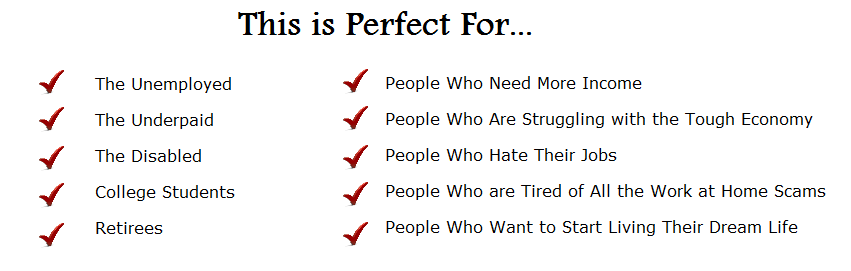 This is Perfect For...
The Unemployed
The Underpaid
The Disabled
College Students
Retirees
People Who Need More Income
People Who Are Struggling with the Tough Economy
People Who Hate Their Jobs
People Who are Tired of All the Work at Home Scams
People Who Want to Start Living Their Dream Life